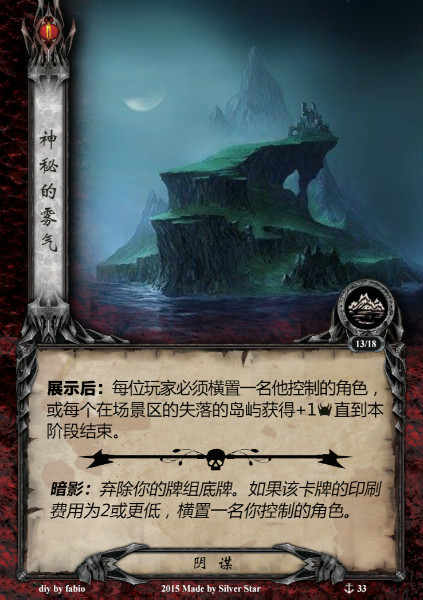 神秘的雾气
13/18
展示后：每位玩家必须横置一名他控制的角色，
或每个在场景区的失落的岛屿获得+1直到本
阶段结束。
暗影：弃除你的牌组底牌。如果该卡牌的印刷
费用为2或更低，横置一名你控制的角色。
阴谋
diy by fabio
2015 Made by Silver Star
33